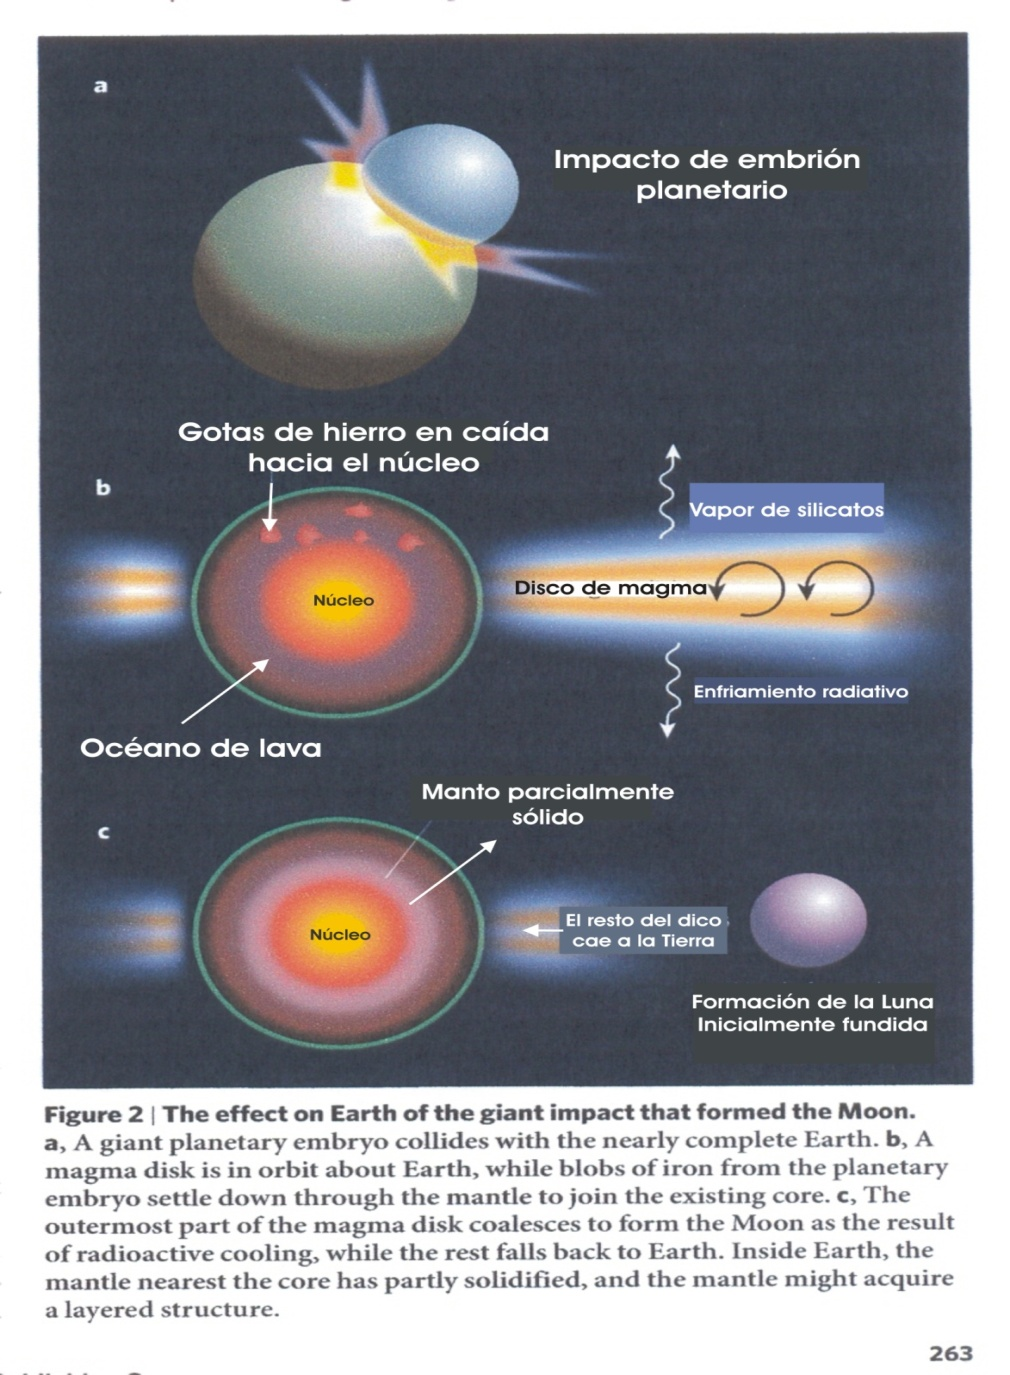 a
Impacto de embrión
planetario
Gotas de hierro en caída
hacia el núcleo
b
Vapor de silicatos
Núcleo
Disco de magma
Enfriamiento radiativo
Océano de lava
Manto parcialmente
sólido
c
Núcleo
El resto del dico
cae a la Tierra
Formación de la Luna
Inicialmente fundida
Figure 2 | The effect on Earth of the giant impact that formed the Moon.
a, A giant planetary embryo collides with the nearly complete Earth. b, A
magma disk is in orbit about Earth, while blobs of iron from the planetary
embryo settle down through the mantle to join the existing core. c, The
outermost part of the magma disk coalesces to form the Moon as the result
of radioactive cooling, while the rest falls back to Earth. Inside Earth, the
mantle nearest the core has partly solidified, and the mantle might acquire
a layered structure.
263